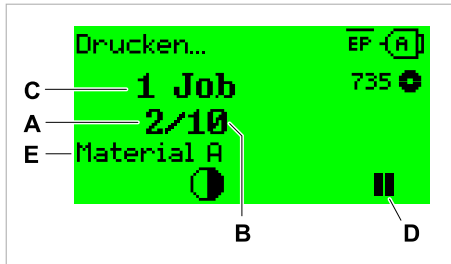 Drucken... EP A
C 1 Job 735
A 2/10
E Material A
B D